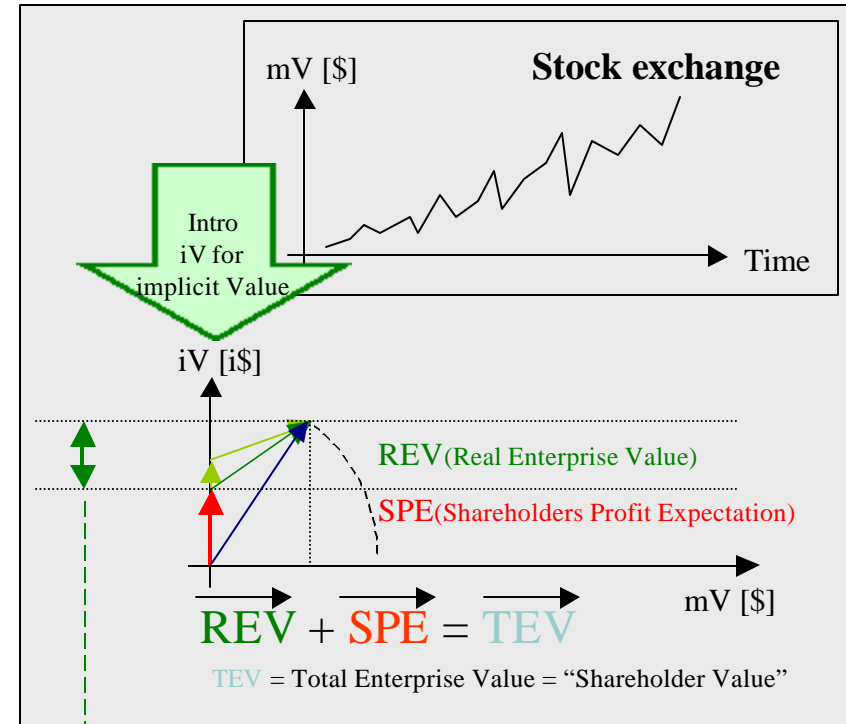 mV [$]
Stock exchange
Time
Intro
iV for
implicit Value
iV [i$]
REV(Real Enterprise Value)
SPE(Shareholders Profit Expectation)
mV [$]
REV + SPE = TEV
TEV = Total Enterprise Value = “Shareholder Value”